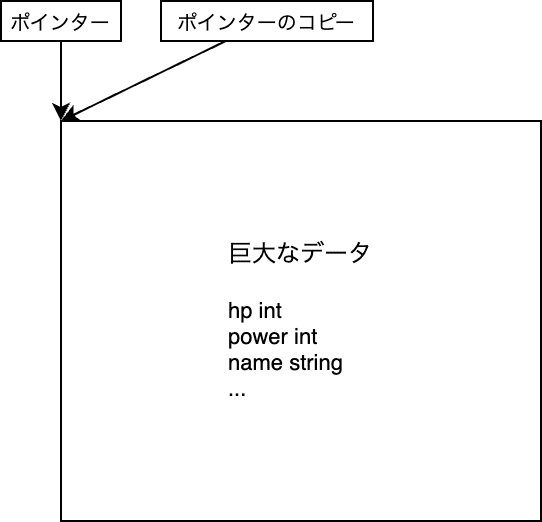 ポインター
ポインターのコピー
巨大なデータ
hp int
power int
name string
...